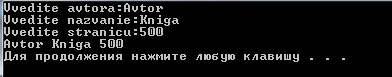 Vvedite avtora:Avtor
Vvedite nazvanie:Kniga
Vvedite stranicu:500
Avtor Kniga 500
Для продолжения нажмите любую клавишу . . .